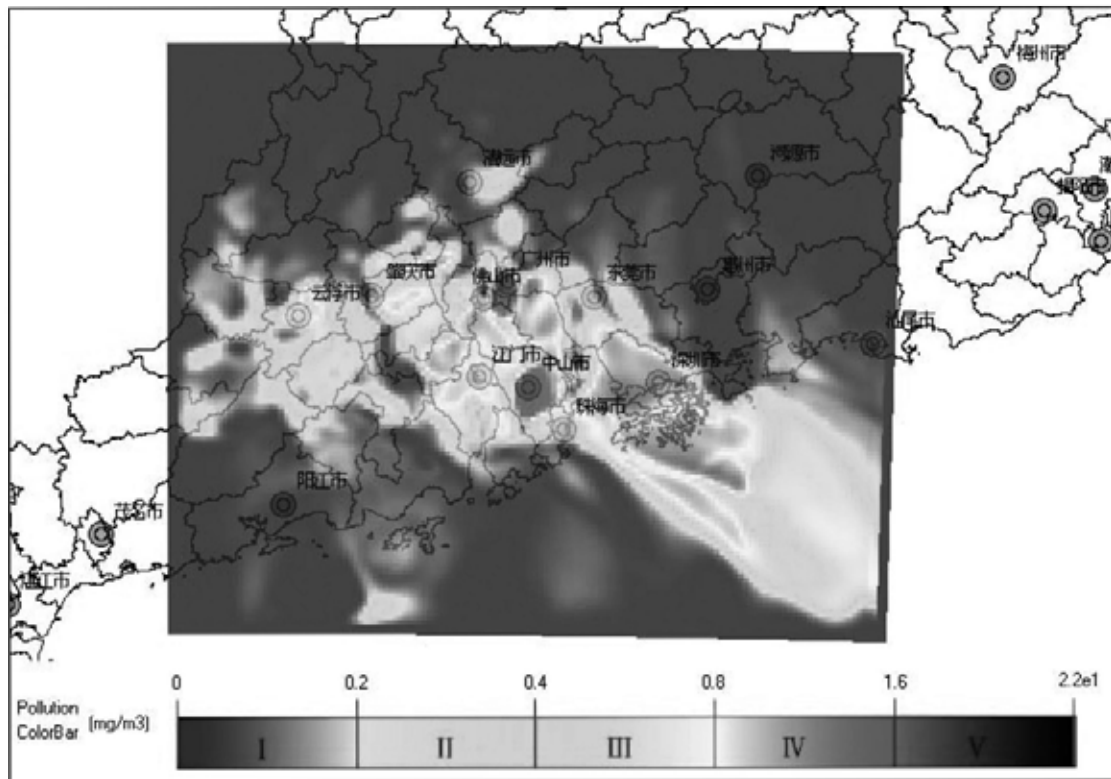 梅州市
清远市
河源市
揭阳市
广州市
肇庆市
佛山市
东莞市
惠州市
云浮市
汕尾市
江门市
中山市
深圳市
珠海市
阳江市
茂名市
湛江市
0 0.2 0.4 0.8 1.6 2.2e1
Pollution
ColorBar [mg/m3]
I II III IV V